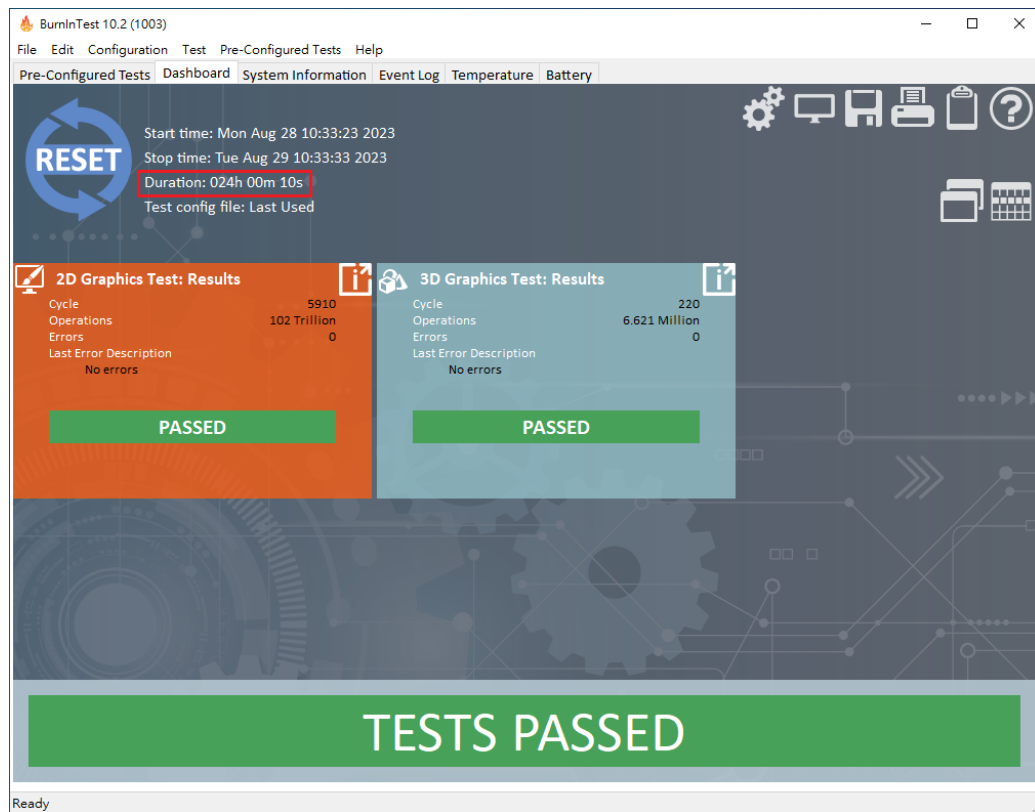 BurnInTest 10.2 (1003)
File Edit Configuration Test Pre-Configured Tests Help
Pre-Configured Tests Dashboard System Information Event Log Temperature Battery
RESET
Start time: Mon Aug 28 10:33:23 2023
Stop time: Tue Aug 29 10:33:33 2023
Duration: 024h 00m 10s
Test config file: Last Used
2D Graphics Test: Results
Cycle 5910
Operations 102 Trillion
Errors 0
Last Error Description
No errors
PASSED
3D Graphics Test: Results
Cycle 220
Operations 6.621 Million
Errors 0
Last Error Description
No errors
PASSED
TESTS PASSED
Ready